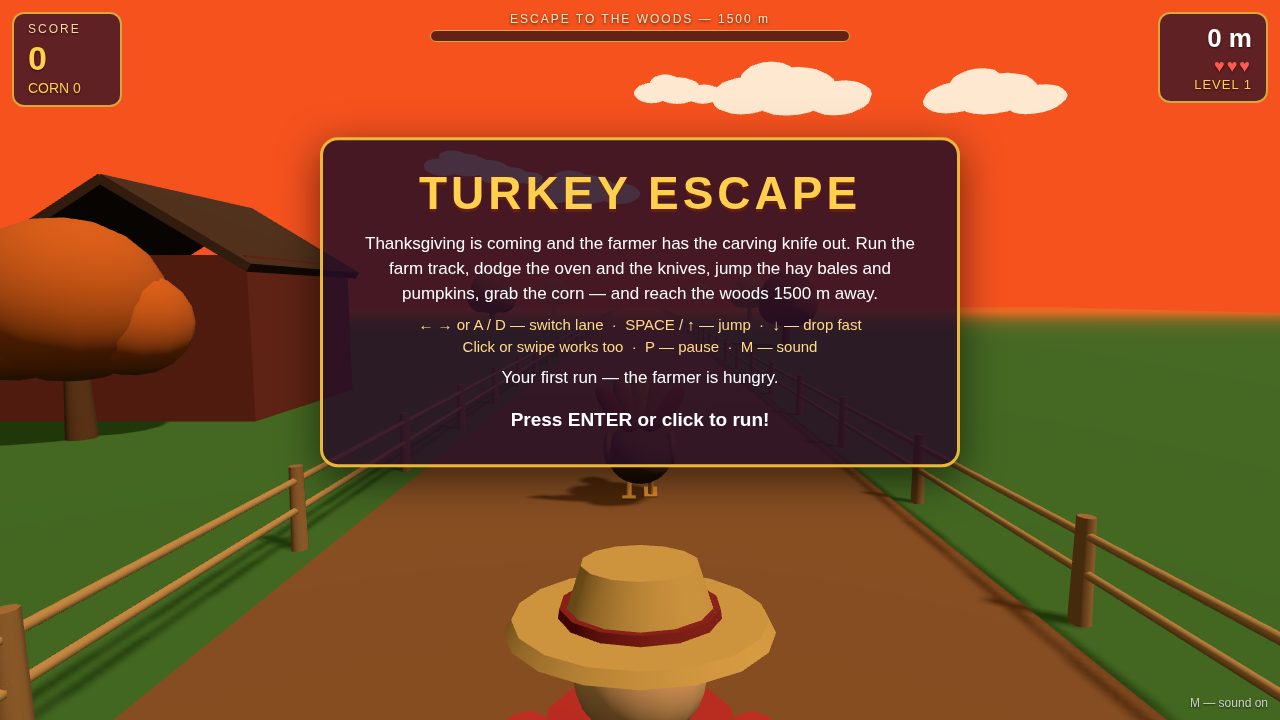 SCORE
0
CORN 0
ESCAPE TO THE WOODS — 1500 m
0 m
♥♥♥
LEVEL 1
TURKEY ESCAPE
Thanksgiving is coming and the farmer has the carving knife out. Run the
farm track, dodge the oven and the knives, jump the hay bales and
pumpkins, grab the corn — and reach the woods 1500 m away.
← → or A / D — switch lane · SPACE / ↑ — jump · ↓ — drop fast
Click or swipe works too · P — pause · M — sound
Your first run — the farmer is hungry.
Press ENTER or click to run!
M — sound on